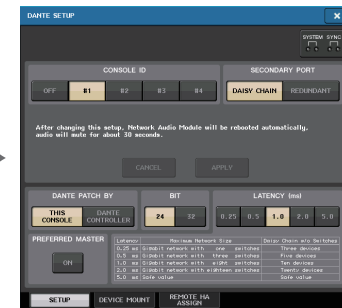 DANTE SETUP
SYSTEM SYNC
CONSOLE ID
SECONDARY PORT
OFF #1 #2 #3 #4
DAISY CHAIN REDUNDANT
After changing this setup, Network Audio Module will be rebooted automatically,
audio will mute for about 30 seconds.
CANCEL APPLY
DANTE PATCH BY
BIT
LATENCY (ms)
THIS CONSOLE
DANTE CONTROLLER
24 32
0.25 0.5 1.0 2.0 5.0
PREFERRED MASTER
ON
Latency Maximum Network Size Daisy Chain w/o Switches
0.25 ms Gigabit network with one switches Three devices
0.5 ms Gigabit network with three switches Five devices
1.0 ms Gigabit network with eight switches Ten devices
2.0 ms Gigabit network with eighteen switches Twenty devices
5.0 ms Safe value Safe value
SETUP
DEVICE MOUNT
REMOTE HA ASSIGN